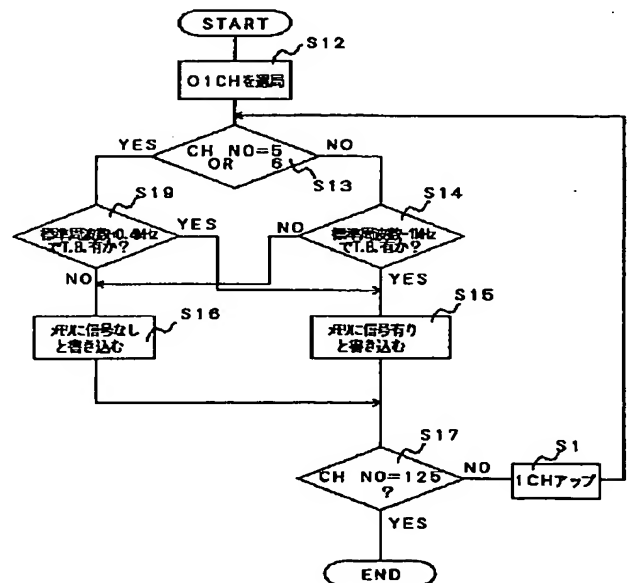 START
S12
01CHを選局
YES
CH NO=5
OR 6
NO
S13
S19
標準周波数+0.4MHz
でT.B.有か?
YES
NO
S14
標準周波数-1MHz
でT.B.有か?
NO
YES
S16
メモリに信号なし
と書き込む
S15
メモリに信号有り
と書き込む
S17
CH NO=125
?
NO
S1
1CHアップ
YES
END